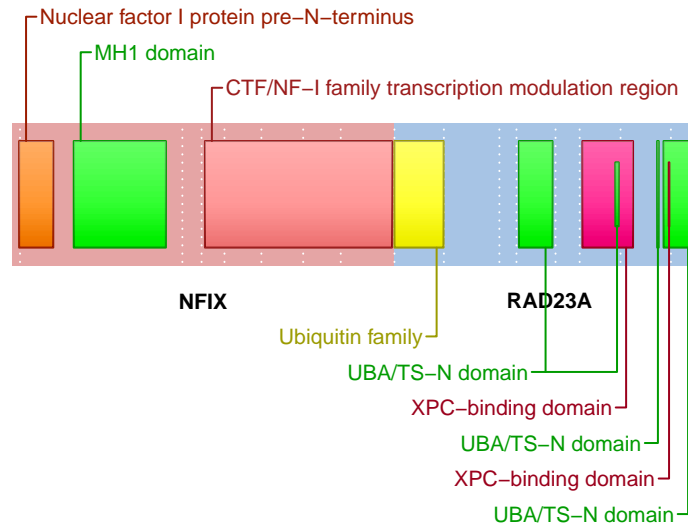 Nuclear factor I protein pre−N−terminus
MH1 domain
CTF/NF−I family transcription modulation region
NFIX
RAD23A
Ubiquitin family
UBA/TS−N domain
XPC−binding domain
UBA/TS−N domain
XPC−binding domain
UBA/TS−N domain